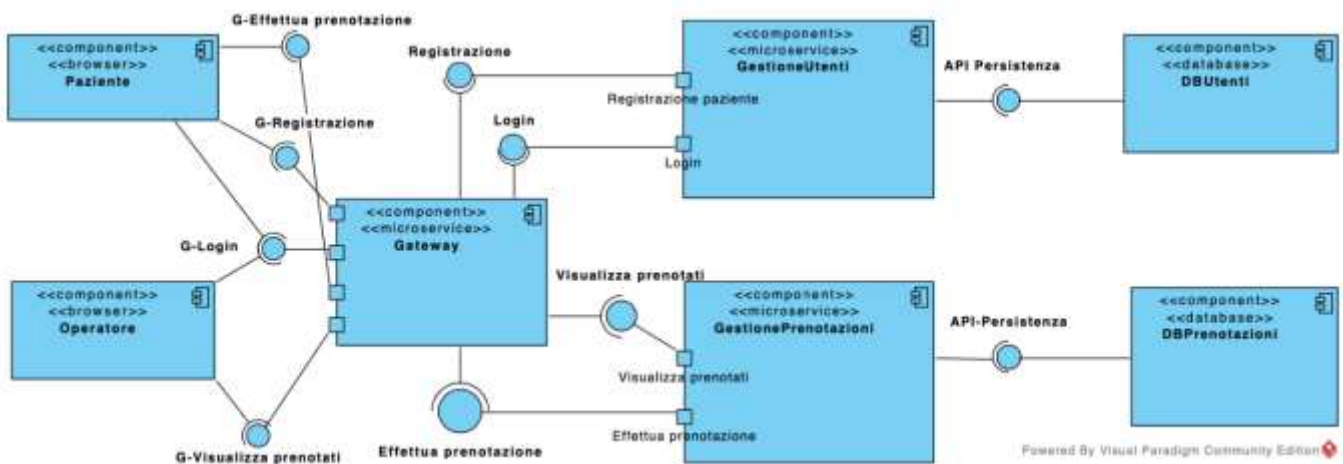 G-Effettua prenotazione
<<component>>
<<browser>>
Paziente
Registrazione
<<component>>
<<microservice>>
GestioneUtenti
API Persistenza
<<component>>
<<database>>
DBUtenti
Registrazione paziente
G-Registrazione
Login
Login
<<component>>
<<microservice>>
Gateway
G-Login
Visualizza prenotati
<<component>>
<<browser>>
Operatore
<<component>>
<<microservice>>
GestionePrenotazioni
API-Persistenza
<<component>>
<<database>>
DBPrenotazioni
Visualizza prenotati
Effettua prenotazione
Effettua prenotazione
G-Visualizza prenotati
Powered By Visual Paradigm Community Edition